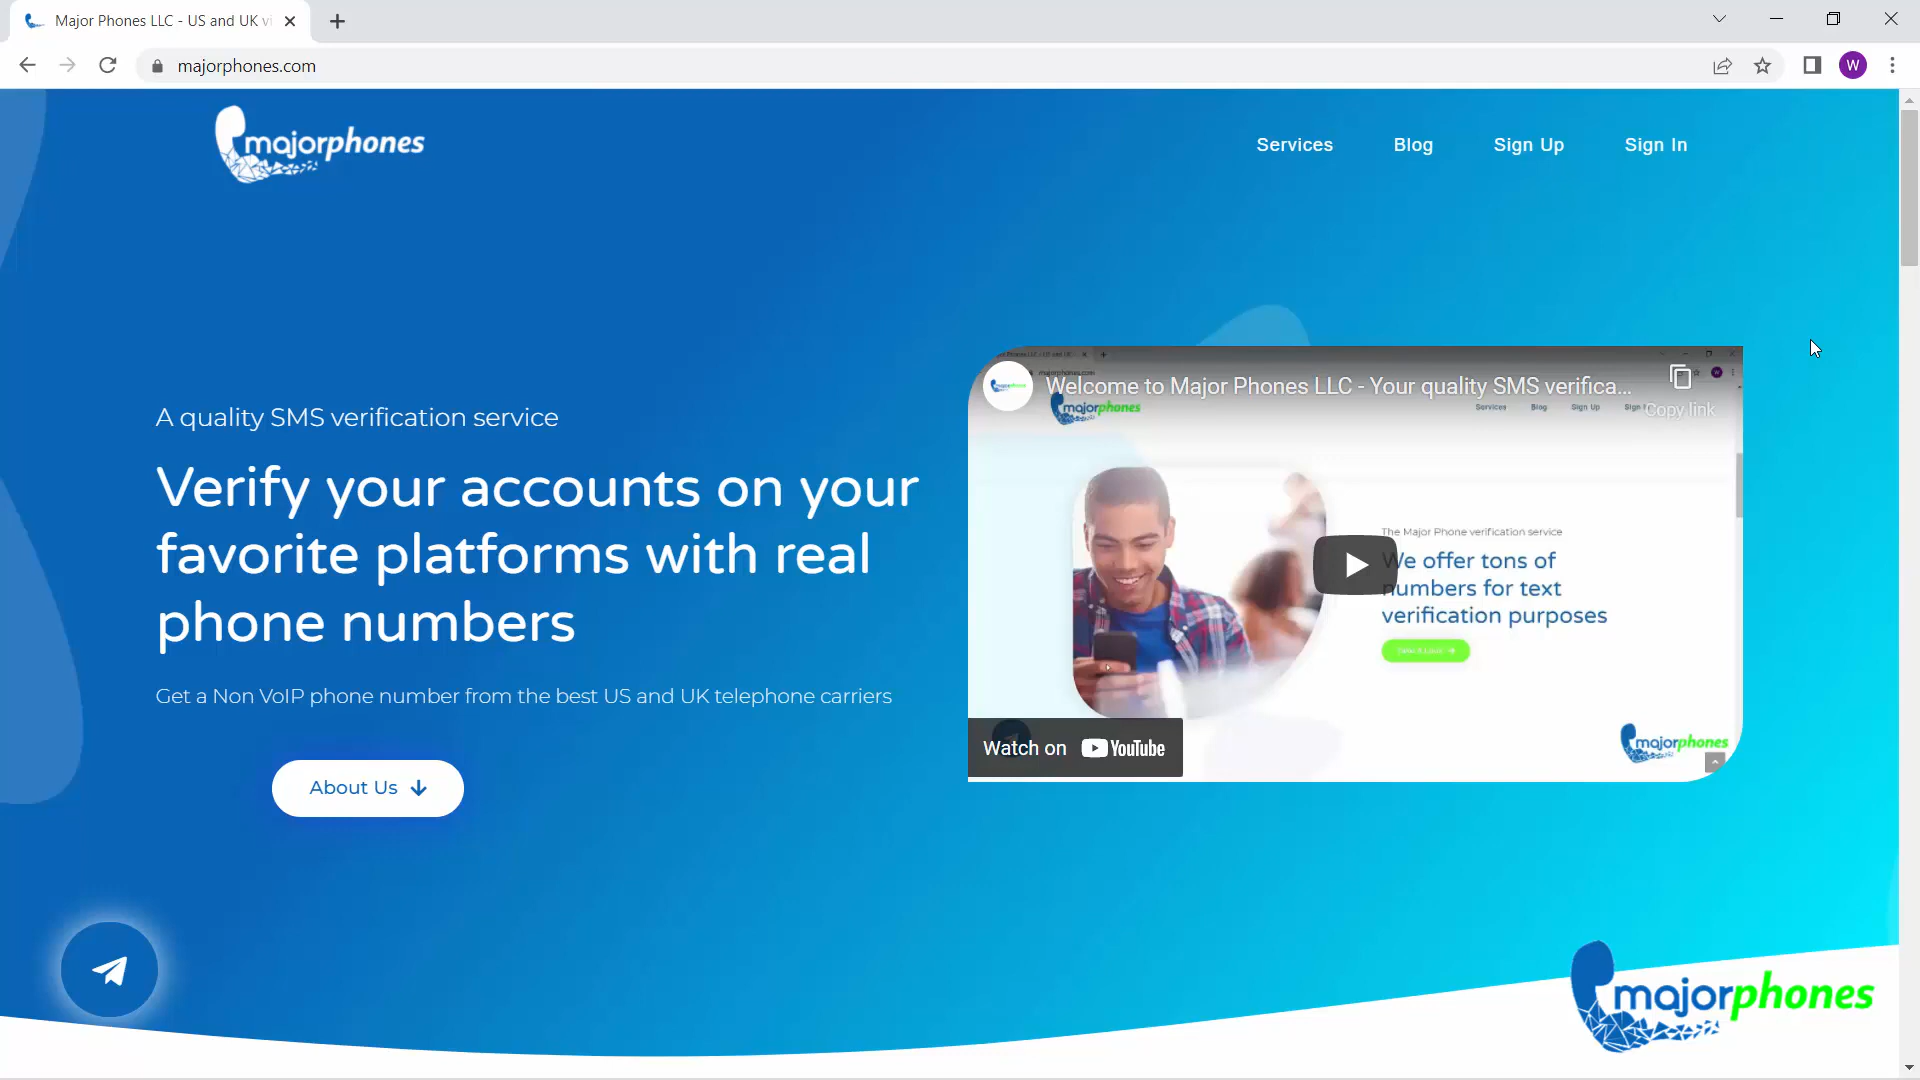 Major Phones LLC - US and UK vi
majorphones.com
W
majorphones
Services
Blog
Sign Up
Sign In
A quality SMS verification service
Verify your accounts on your
favorite platforms with real
phone numbers
Get a Non VoIP phone number from the best US and UK telephone carriers
About Us
Welcome to Major Phones LLC - Your quality SMS verifica...
Copy link
majorphones
Services
Blog
Sign Up
The Major Phone verification service
We offer tons of
numbers for text
verification purposes
Watch on YouTube
majorphones
majorphones